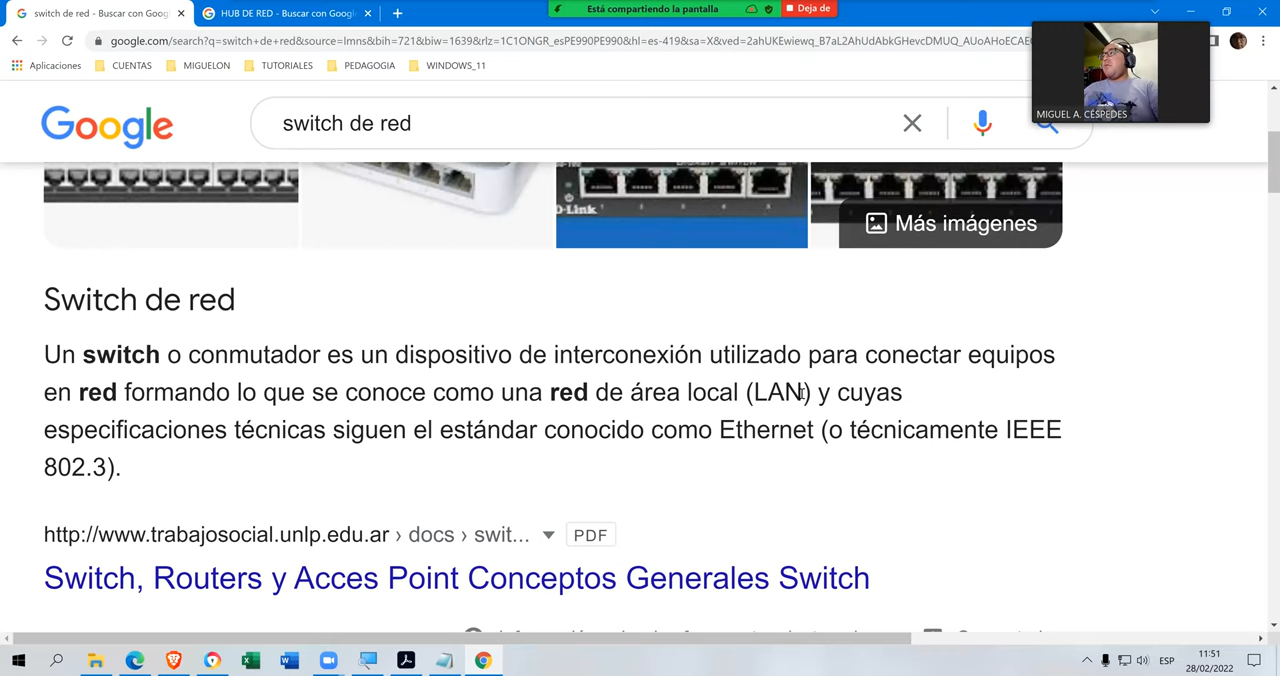 switch de red - Buscar con Goog
HUB DE RED - Buscar con Google
Está compartiendo la pantalla
Deja de
google.com/search?q=switch+de+red&source=lmns&bih=721&biw=1639&rlz=1C1ONGR_esPE990PE990&hl=es-419&sa=X&ved=2ahUKEwiewq_B7aL2AhUdAbkGHevcDMUQ_AUoAHoECAEC
Aplicaciones
CUENTAS
MIGUELON
TUTORIALES
PEDAGOGIA
WINDOWS_11
MIGUEL A. CÉSPEDES
Google
switch de red
D-Link
Más imágenes
Switch de red
Un switch o conmutador es un dispositivo de interconexión utilizado para conectar equipos
en red formando lo que se conoce como una red de área local (LAN) y cuyas
especificaciones técnicas siguen el estándar conocido como Ethernet (o técnicamente IEEE
802.3).
http://www.trabajosocial.unlp.edu.ar › docs › swit...
PDF
Switch, Routers y Acces Point Conceptos Generales Switch
ESP
11:51
28/02/2022